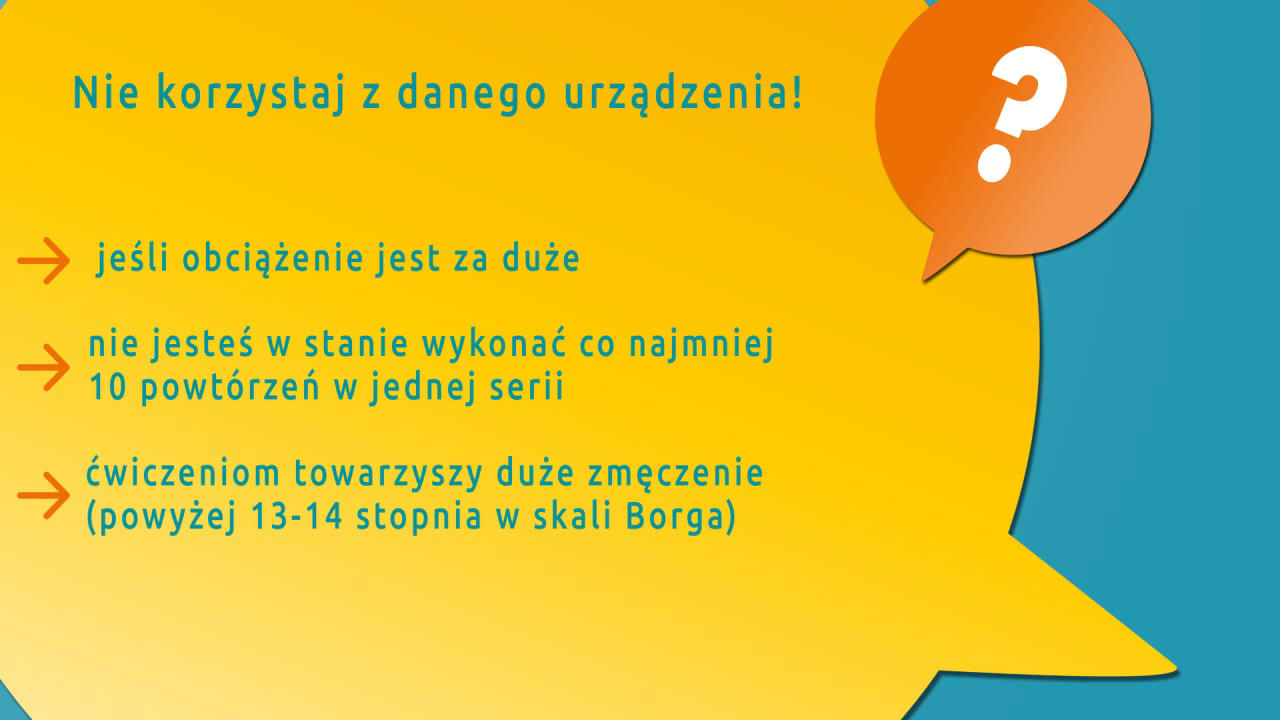 Nie korzystaj z danego urządzenia!
?
jeśli obciążenie jest za duże
nie jesteś w stanie wykonać co najmniej
10 powtórzeń w jednej serii
ćwiczeniom towarzyszy duże zmęczenie
(powyżej 13-14 stopnia w skali Borga)